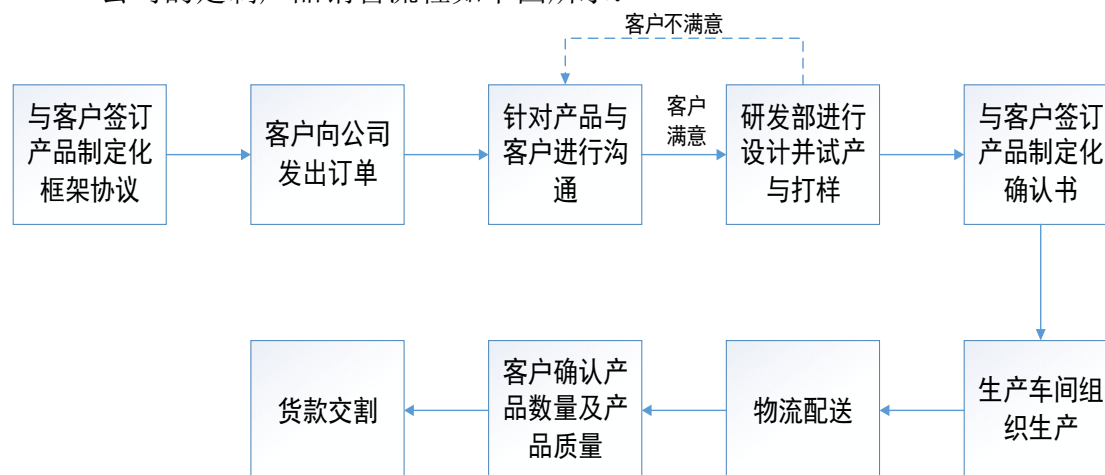 客户不满意
与客户签订
产品制定化
框架协议
客户向公司
发出订单
针对产品与
客户进行沟
通
客户
满意
研发部进行
设计并试产
与打样
与客户签订
产品制定化
确认书
货款交割
客户确认产
品数量及产
品质量
物流配送
生产车间组
织生产